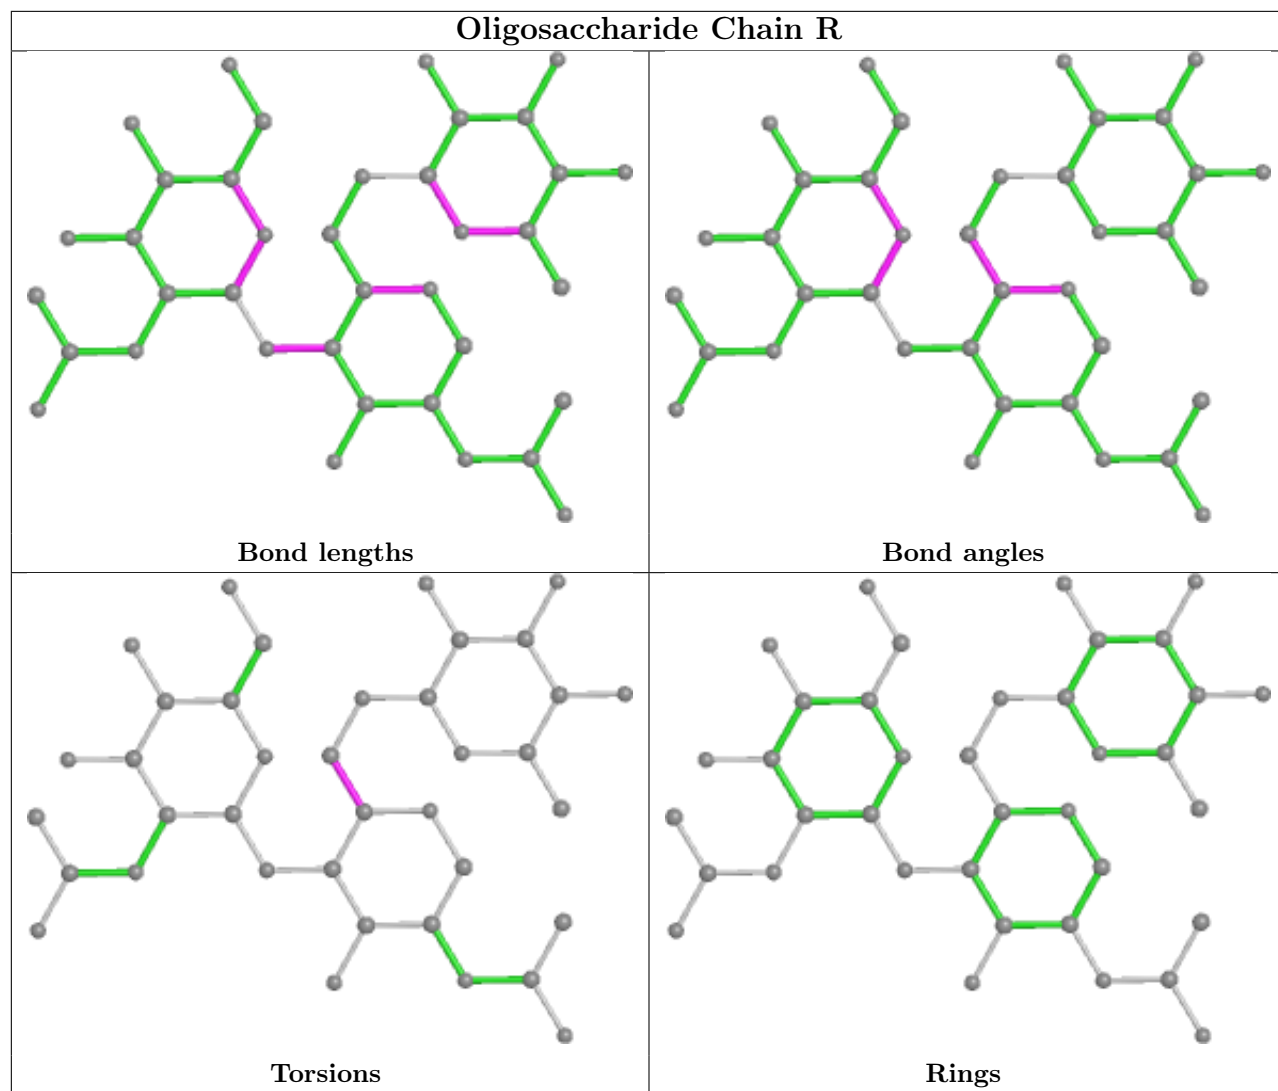 Oligosaccharide Chain R
Bond lengths
Bond angles
Torsions
Rings